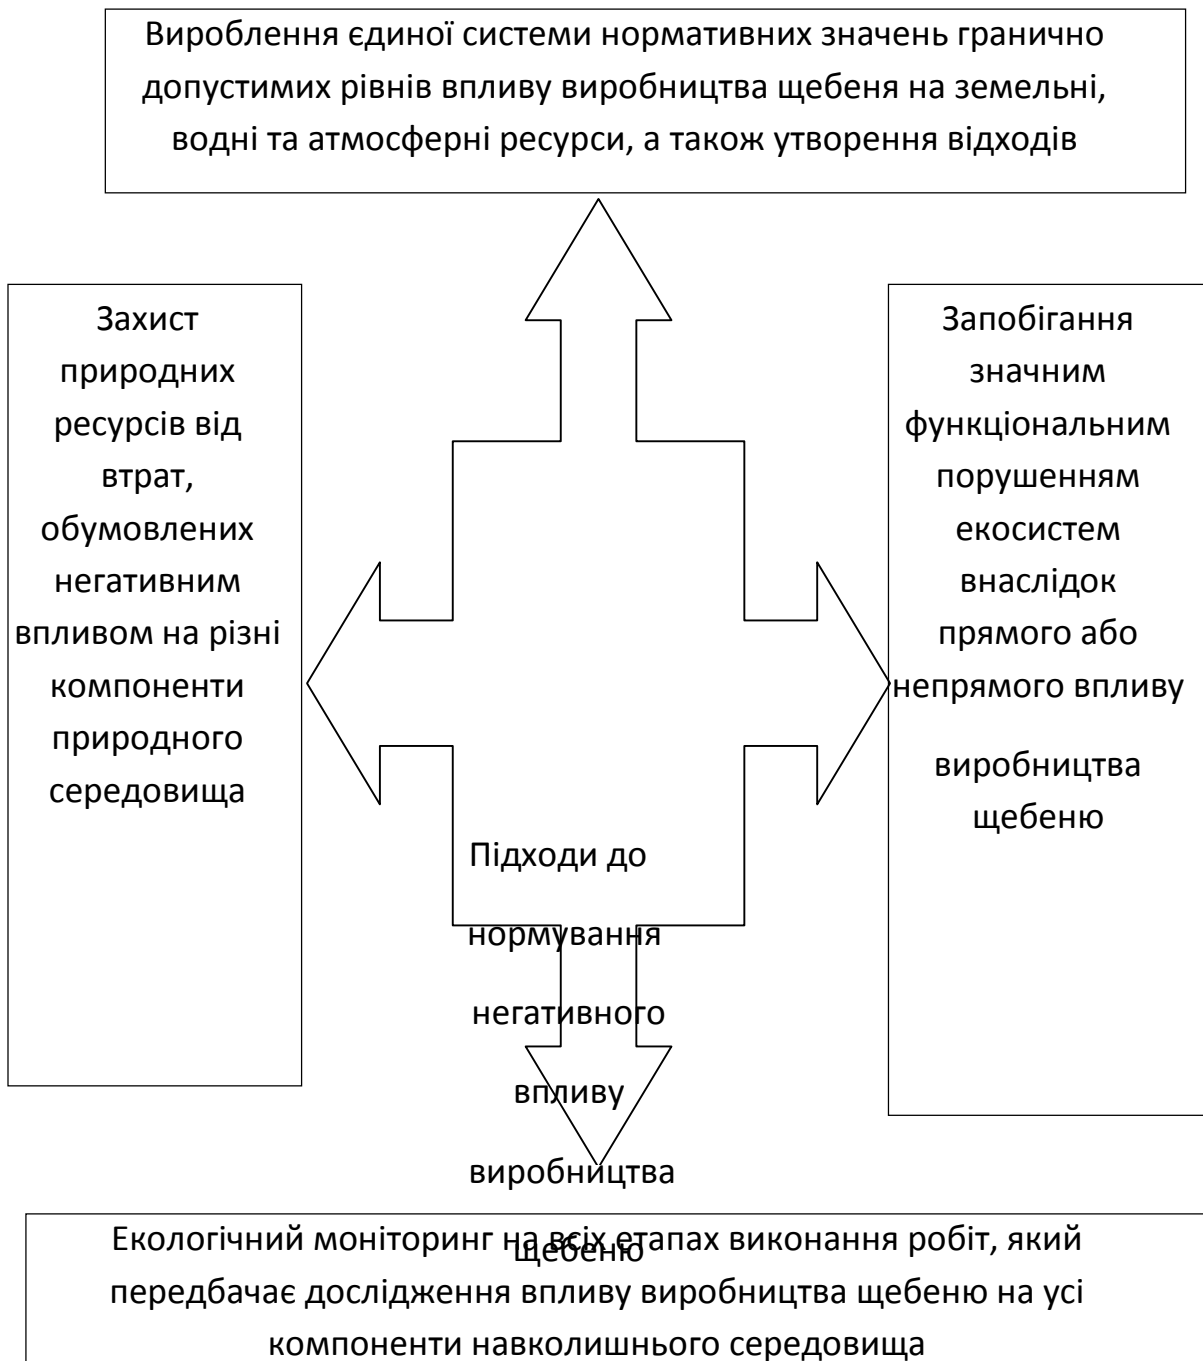 Вироблення єдиної системи нормативних значень гранично
допустимих рівнів впливу виробництва щебеня на земельні,
водні та атмосферні ресурси, а також утворення відходів
Захист
природних
ресурсів від
втрат,
обумовлених
негативним
впливом на різні
компоненти
природного
середовища
Запобігання
значним
функціональним
порушенням
екосистем
внаслідок
прямого або
непрямого впливу
виробництва
щебеню
Підходи до
нормування
негативного
впливу
виробництва
щебеню
Екологічний моніторинг на всіх етапах виконання робіт, який
передбачає дослідження впливу виробництва щебеню на усі
компоненти навколишнього середовища